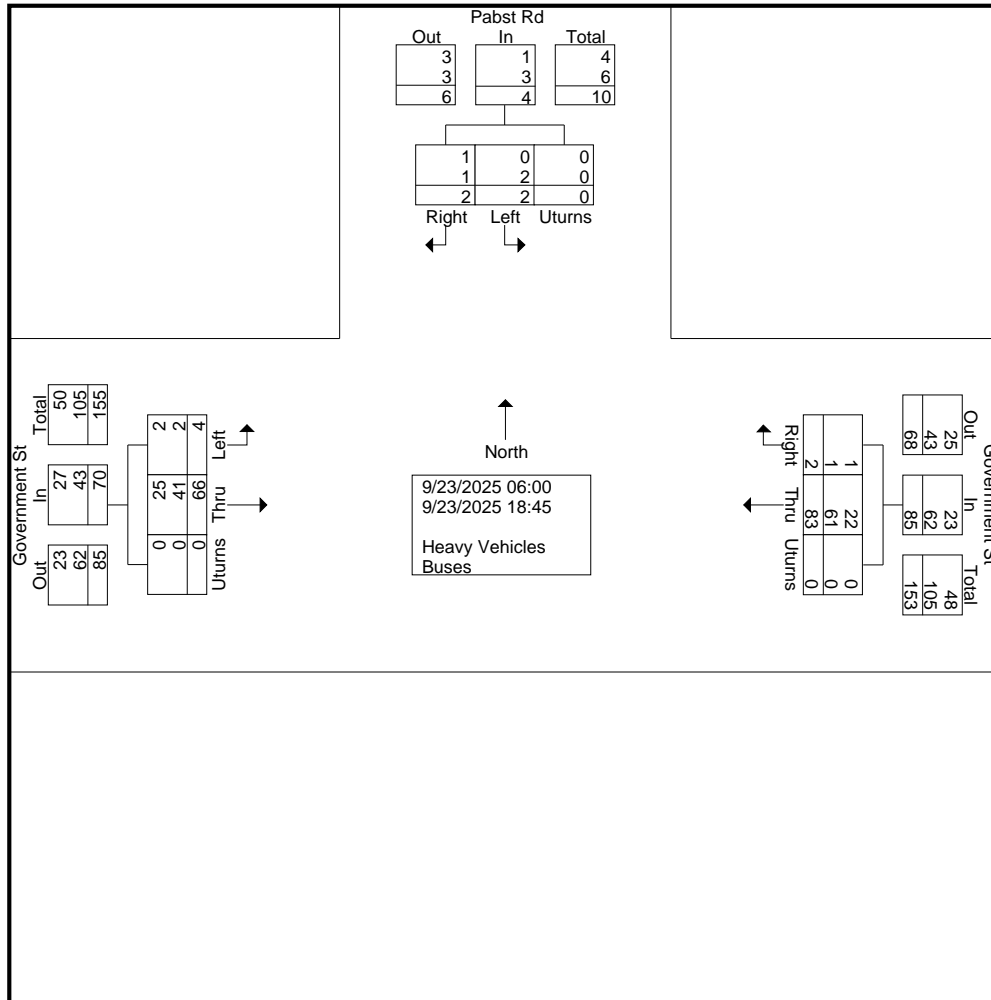 Pabst Rd
Out In Total
3 1 4
3 3 6
6 4 10
1 0 0
1 2 0
2 2 0
Right Left Uturns
Government St
Total In Out
50 27 23
105 43 62
155 70 85
2 25 0
2 41 0
4 66 0
Left Thru Uturns
North
9/23/2025 06:00
9/23/2025 18:45
Heavy Vehicles
Buses
Right Thru Uturns
1 22 0
1 61 0
2 83 0
Government St
Out In Total
25 23 48
43 62 105
68 85 153